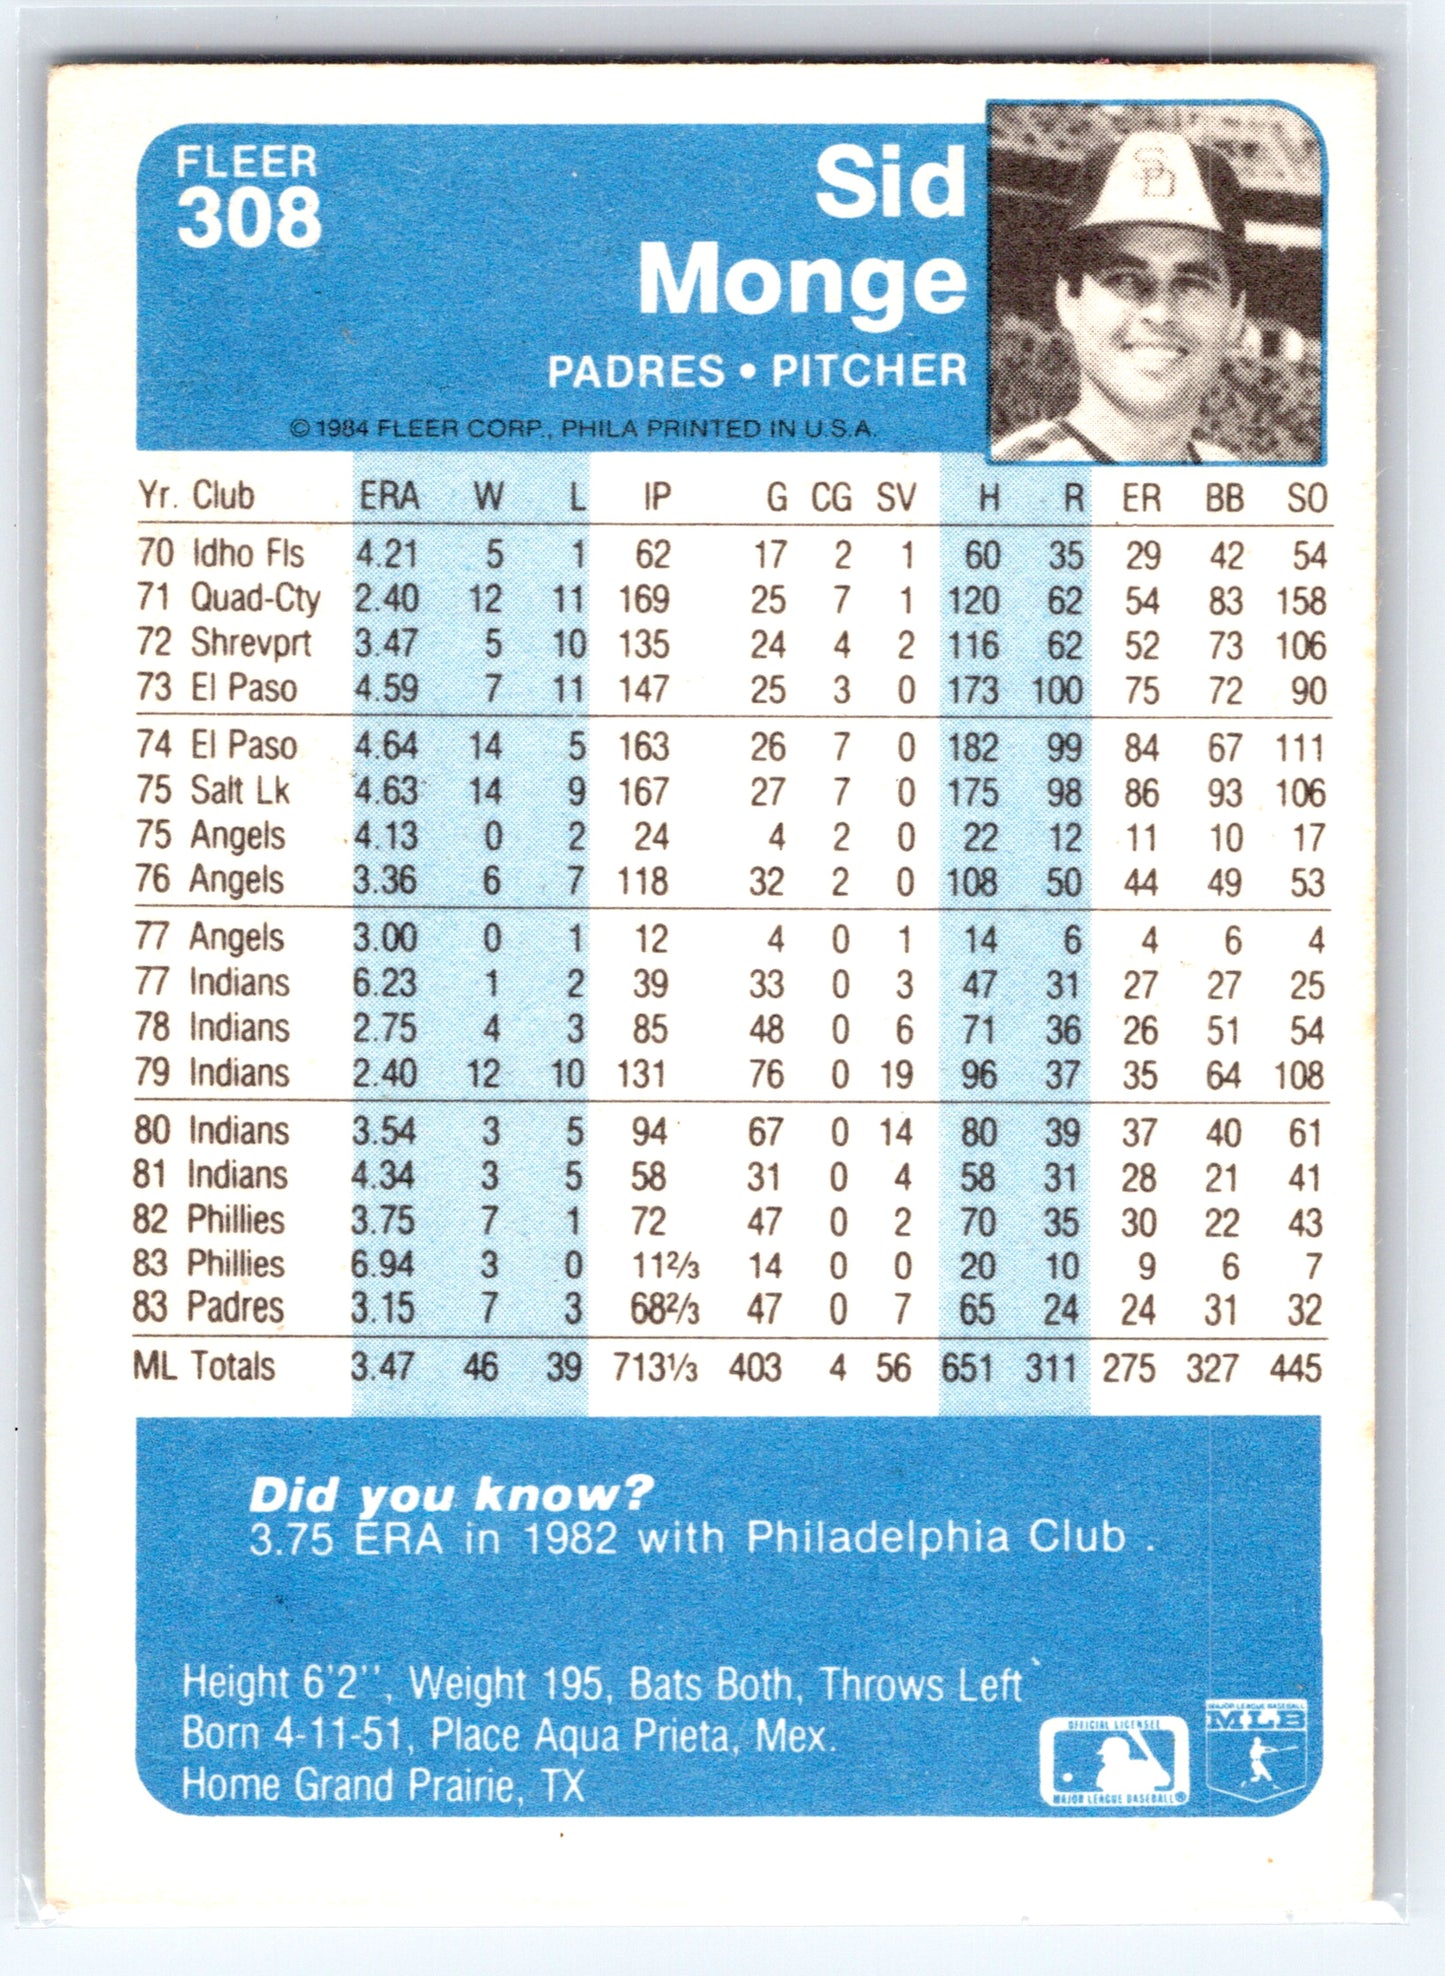 FLEER
308
Sid
Monge
PADRES • PITCHER
© 1984 FLEER CORP., PHILA PRINTED IN U.S.A.
SD
Yr. Club ERA W L IP G CG SV H R ER BB SO
70 Idho Fls 4.21 5 1 62 17 2 1 60 35 29 42 54
71 Quad-Cty 2.40 12 11 169 25 7 1 120 62 54 83 158
72 Shrevprt 3.47 5 10 135 24 4 2 116 62 52 73 106
73 El Paso 4.59 7 11 147 25 3 0 173 100 75 72 90
74 El Paso 4.64 14 5 163 26 7 0 182 99 84 67 111
75 Salt Lk 4.63 14 9 167 27 7 0 175 98 86 93 106
75 Angels 4.13 0 2 24 4 2 0 22 12 11 10 17
76 Angels 3.36 6 7 118 32 2 0 108 50 44 49 53
77 Angels 3.00 0 1 12 4 0 1 14 6 4 6 4
77 Indians 6.23 1 2 39 33 0 3 47 31 27 27 25
78 Indians 2.75 4 3 85 48 0 6 71 36 26 51 54
79 Indians 2.40 12 10 131 76 0 19 96 37 35 64 108
80 Indians 3.54 3 5 94 67 0 14 80 39 37 40 61
81 Indians 4.34 3 5 58 31 0 4 58 31 28 21 41
82 Phillies 3.75 7 1 72 47 0 2 70 35 30 22 43
83 Phillies 6.94 3 0 11⅔ 14 0 0 20 10 9 6 7
83 Padres 3.15 7 3 68⅔ 47 0 7 65 24 24 31 32
ML Totals 3.47 46 39 713⅓ 403 4 56 651 311 275 327 445
Did you know?
3.75 ERA in 1982 with Philadelphia Club .
Height 6'2'', Weight 195, Bats Both, Throws Left
Born 4-11-51, Place Aqua Prieta, Mex.
Home Grand Prairie, TX
OFFICIAL LICENSEE
MAJOR LEAGUE BASEBALL®
MAJOR LEAGUE BASEBALL
MLB